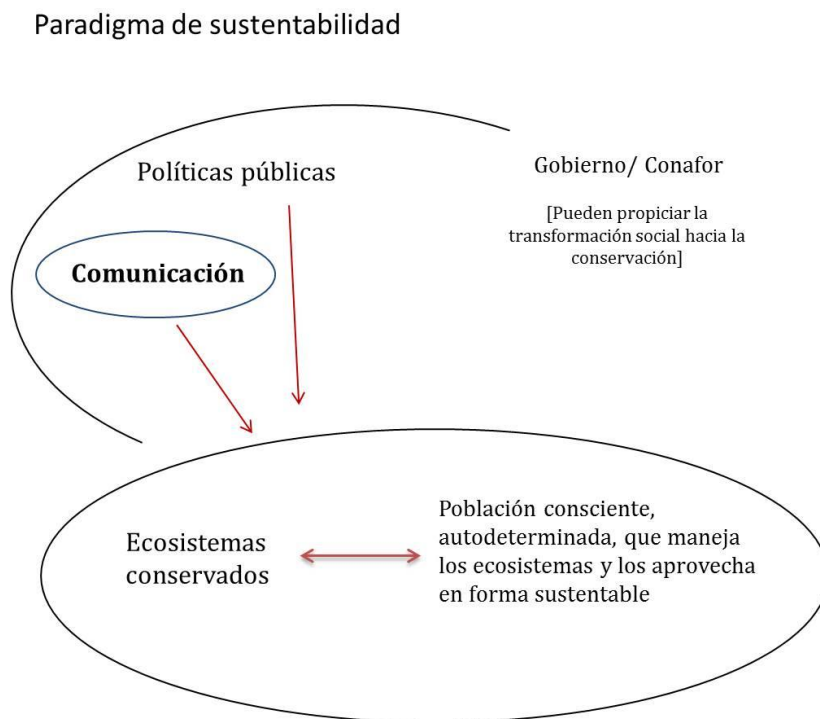 Paradigma de sustentabilidad
Políticas públicas
Gobierno/ Conafor
[Pueden propiciar la
transformación social hacia la
conservación]
Comunicación
Ecosistemas
conservados
Población consciente,
autodeterminada, que maneja
los ecosistemas y los aprovecha
en forma sustentable